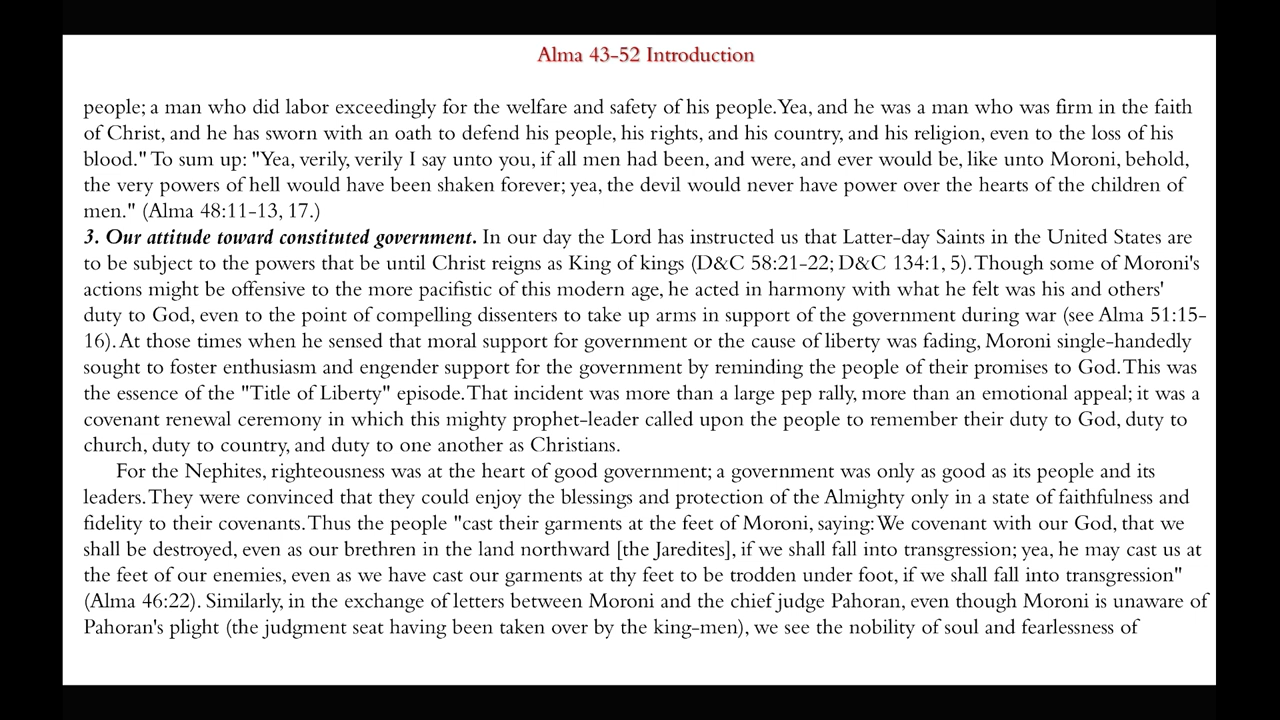 Alma 43-52 Introduction
people; a man who did labor exceedingly for the welfare and safety of his people.Yea, and he was a man who was firm in the faith
of Christ, and he has sworn with an oath to defend his people, his rights, and his country, and his religion, even to the loss of his
blood." To sum up: "Yea, verily, verily I say unto you, if all men had been, and were, and ever would be, like unto Moroni, behold,
the very powers of hell would have been shaken forever; yea, the devil would never have power over the hearts of the children of
men." (Alma 48:11-13, 17.)
3. Our attitude toward constituted government. In our day the Lord has instructed us that Latter-day Saints in the United States are
to be subject to the powers that be until Christ reigns as King of kings (D&C 58:21-22; D&C 134:1, 5). Though some of Moroni's
actions might be offensive to the more pacifistic of this modern age, he acted in harmony with what he felt was his and others'
duty to God, even to the point of compelling dissenters to take up arms in support of the government during war (see Alma 51:15-
16). At those times when he sensed that moral support for government or the cause of liberty was fading, Moroni single-handedly
sought to foster enthusiasm and engender support for the government by reminding the people of their promises to God. This was
the essence of the "Title of Liberty" episode. That incident was more than a large pep rally, more than an emotional appeal; it was a
covenant renewal ceremony in which this mighty prophet-leader called upon the people to remember their duty to God, duty to
church, duty to country, and duty to one another as Christians.
For the Nephites, righteousness was at the heart of good government; a government was only as good as its people and its
leaders. They were convinced that they could enjoy the blessings and protection of the Almighty only in a state of faithfulness and
fidelity to their covenants. Thus the people "cast their garments at the feet of Moroni, saying: We covenant with our God, that we
shall be destroyed, even as our brethren in the land northward [the Jaredites], if we shall fall into transgression; yea, he may cast us at
the feet of our enemies, even as we have cast our garments at thy feet to be trodden under foot, if we shall fall into transgression"
(Alma 46:22). Similarly, in the exchange of letters between Moroni and the chief judge Pahoran, even though Moroni is unaware of
Pahoran's plight (the judgment seat having been taken over by the king-men), we see the nobility of soul and fearlessness of